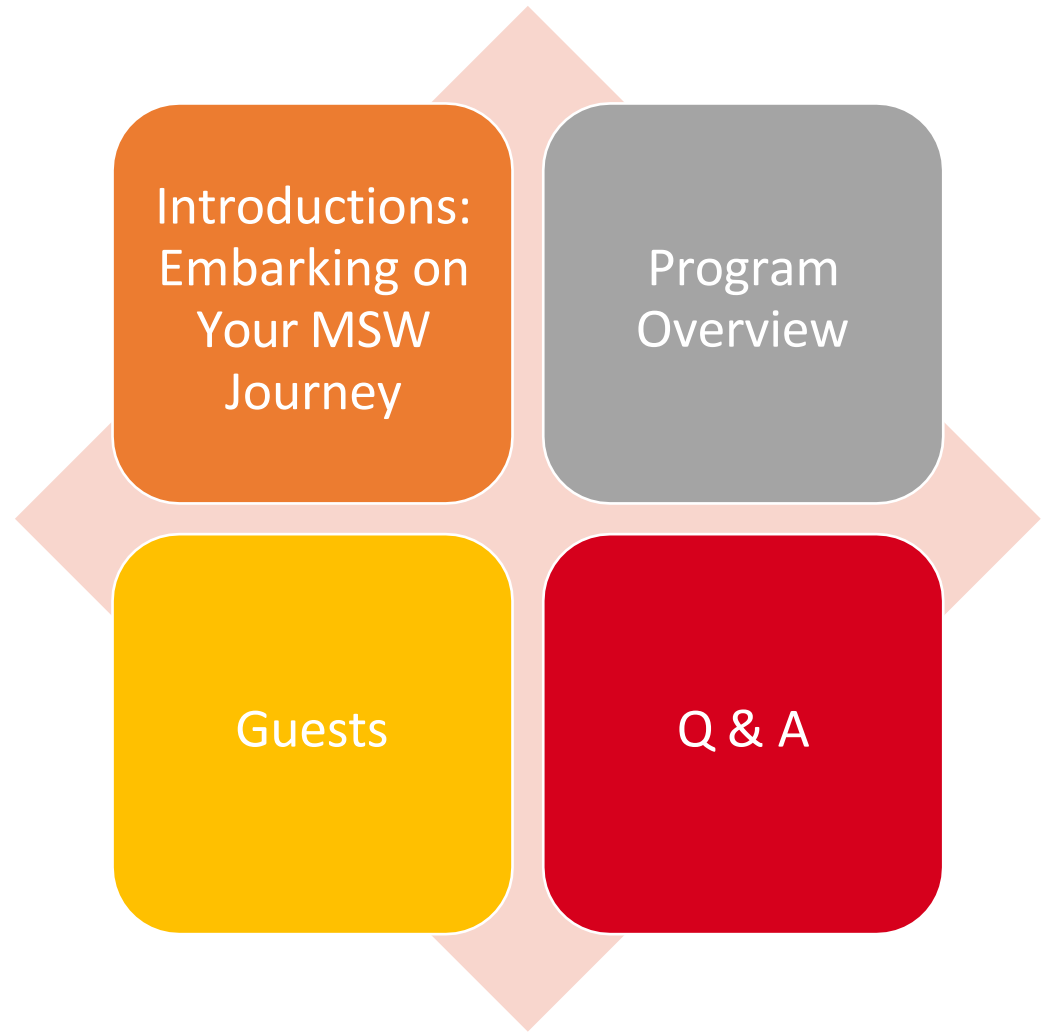 Introductions:
Embarking on
Your MSW
Journey
Program
Overview
Guests
Q & A